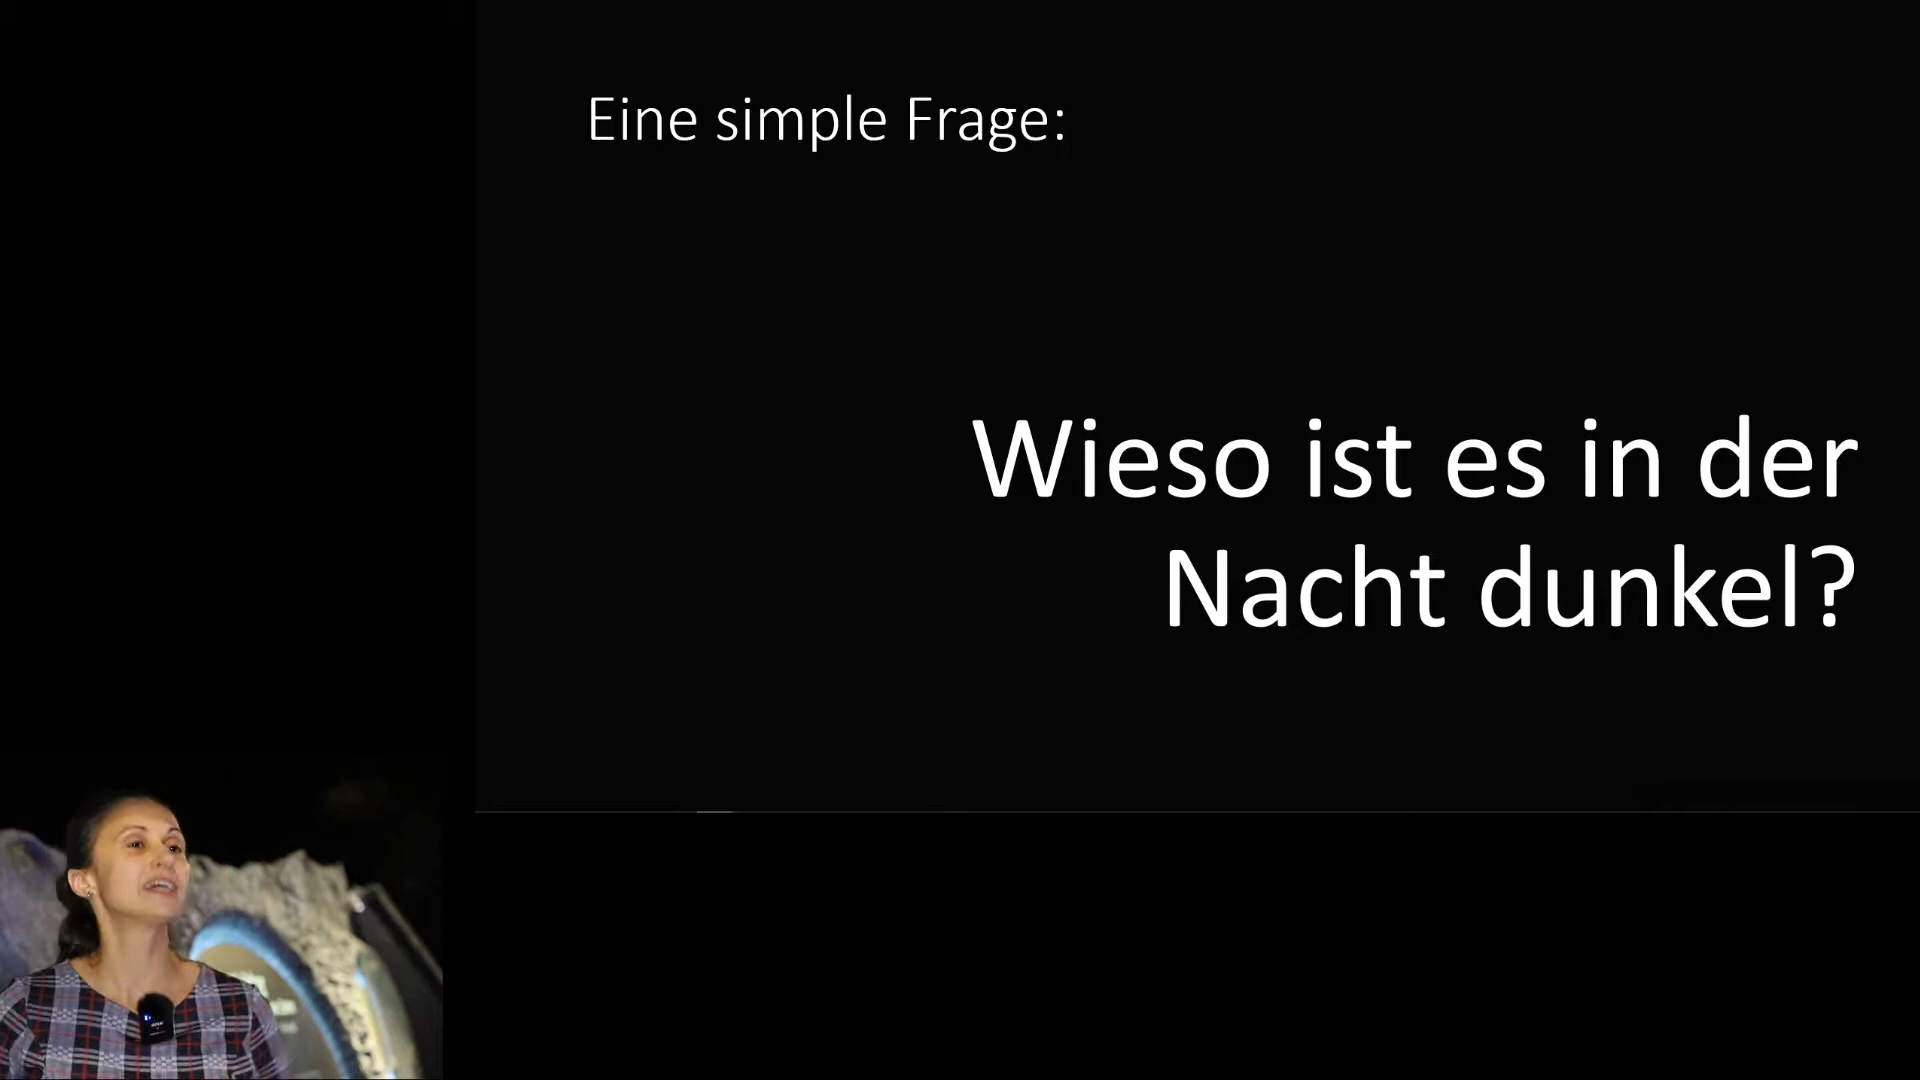 Eine simple Frage:
Wieso ist es in der
Nacht dunkel?